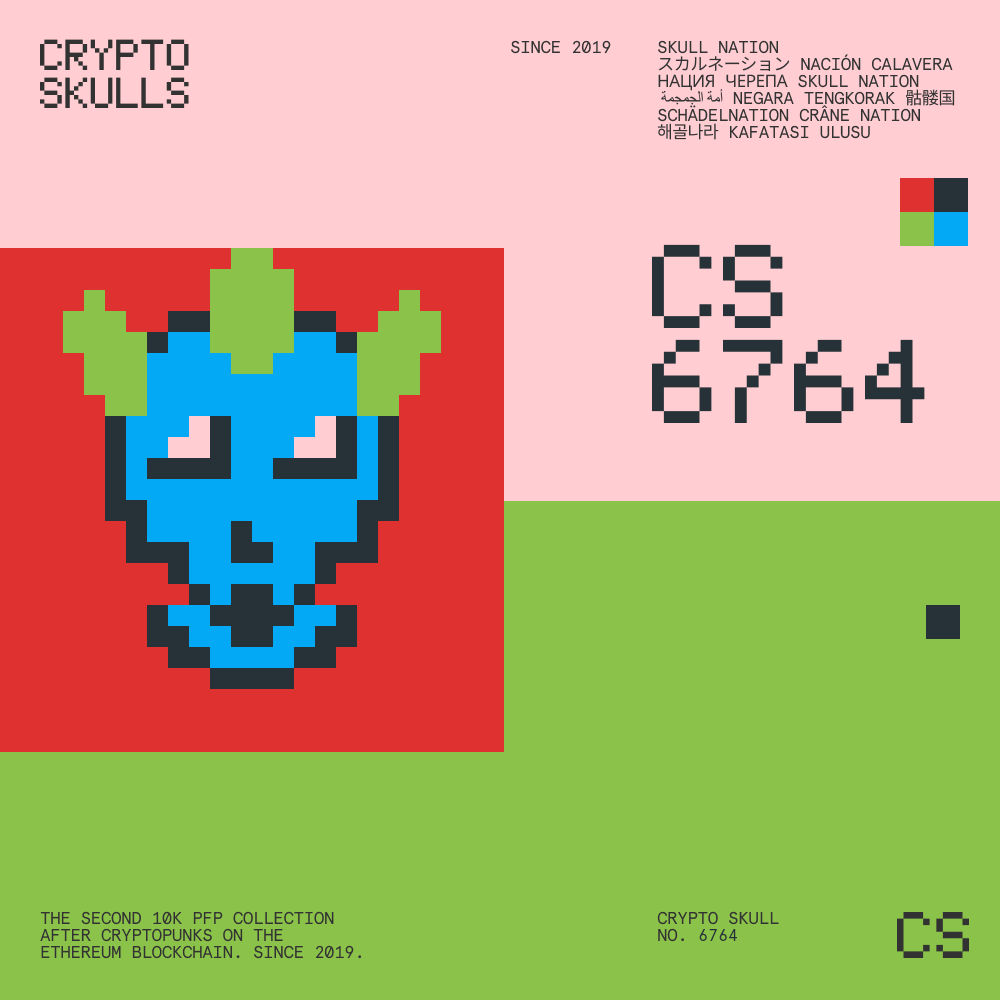 CRYPTO
SKULLS
SINCE 2019
SKULL NATION
スカルネーション NACIÓN CALAVERA
НАЦИЯ ЧЕРЕПА SKULL NATION
أمة الجمجمة NEGARA TENGKORAK 骷髅国
SCHÄDELNATION CRÂNE NATION
해골나라 KAFATASI ULUSU
CS
6764
THE SECOND 10K PFP COLLECTION
AFTER CRYPTOPUNKS ON THE
ETHEREUM BLOCKCHAIN. SINCE 2019.
CRYPTO SKULL
NO. 6764
CS